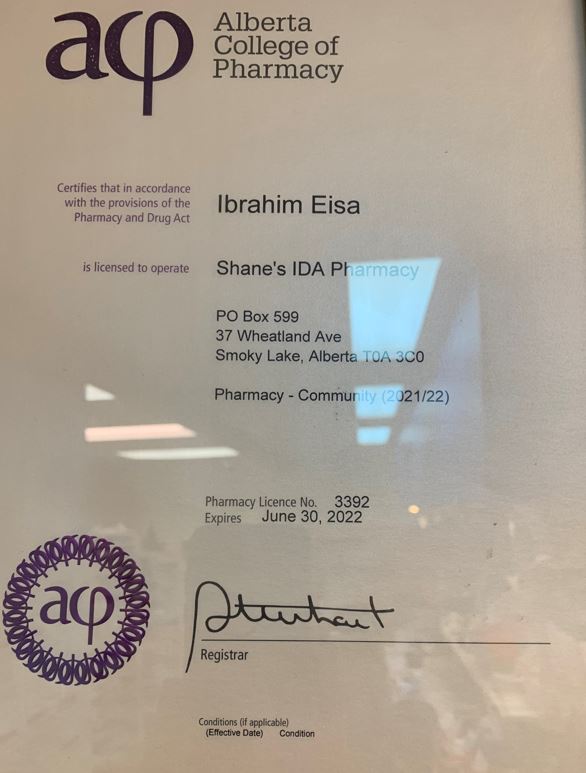 acp
Alberta
College of
Pharmacy
Certifies that in accordance
with the provisions of the
Pharmacy and Drug Act
Ibrahim Eisa
is licensed to operate
Shane's IDA Pharmacy
PO Box 599
37 Wheatland Ave
Smoky Lake, Alberta T0A 3C0
Pharmacy - Community (2021/22)
Pharmacy Licence No. 3392
Expires June 30, 2022
acp
Registrar
Conditions (if applicable)
(Effective Date) Condition